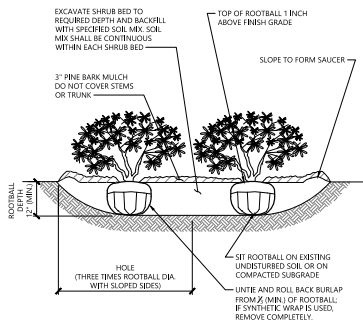 EXCAVATE SHRUB BED TO
REQUIRED DEPTH AND BACKFILL
WITH SPECIFIED SOIL MIX. SOIL
MIX SHALL BE CONTINUOUS
WITHIN EACH SHRUB BED
TOP OF ROOTBALL 1 INCH
ABOVE FINISH GRADE
SLOPE TO FORM SAUCER
3" PINE BARK MULCH
DO NOT COVER STEMS
OR TRUNK
ROOTBALL
DEPTH
12" (MIN.)
SIT ROOTBALL ON EXISTING
UNDISTURBED SOIL OR ON
COMPACTED SUBGRADE
HOLE
(THREE TIMES ROOTBALL DIA.
WITH SLOPED SIDES)
UNTIE AND ROLL BACK BURLAP
FROM (MIN.) OF ROOTBALL;
IF SYNTHETIC WRAP IS USED,
REMOVE COMPLETELY.